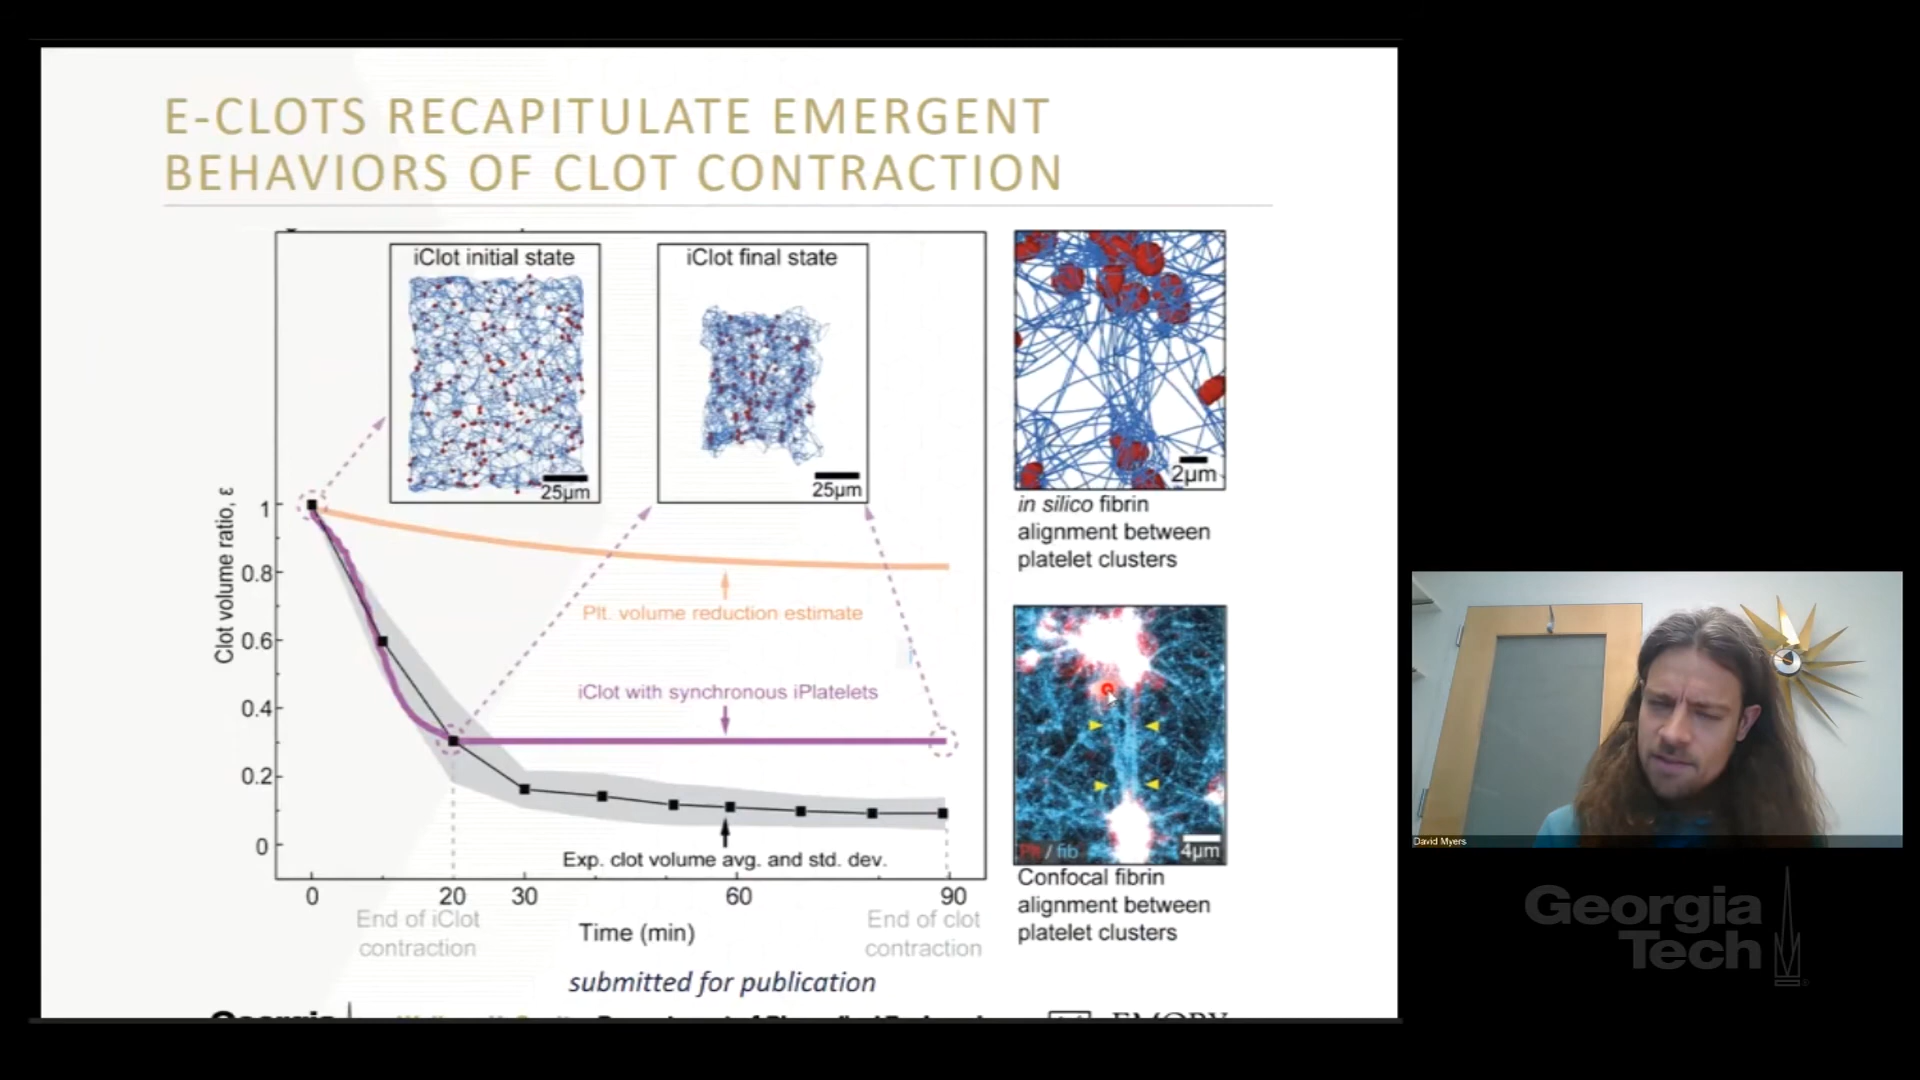 E-CLOTS RECAPITULATE EMERGENT
BEHAVIORS OF CLOT CONTRACTION
iClot initial state
25µm
iClot final state
25µm
2µm
in silico fibrin
alignment between
platelet clusters
Clot volume ratio, ε
1
0.8
0.6
0.4
0.2
0
Plt. volume reduction estimate
iClot with synchronous iPlatelets
Exp. clot volume avg. and std. dev.
0
20
30
60
90
End of iClot
contraction
Time (min)
End of clot
contraction
Plt / fib
4µm
Confocal fibrin
alignment between
platelet clusters
submitted for publication
David Myers
Georgia
Tech